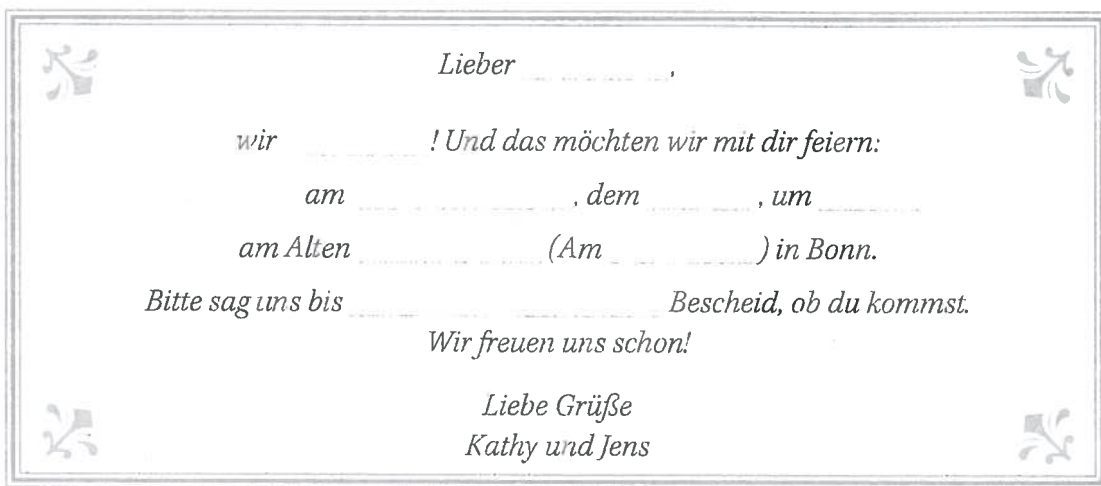 Lieber ,
wir ! Und das möchten wir mit dir feiern:
am , dem , um
am Alten (Am ) in Bonn.
Bitte sag uns bis Bescheid, ob du kommst.
Wir freuen uns schon!
Liebe Grüße
Kathy und Jens